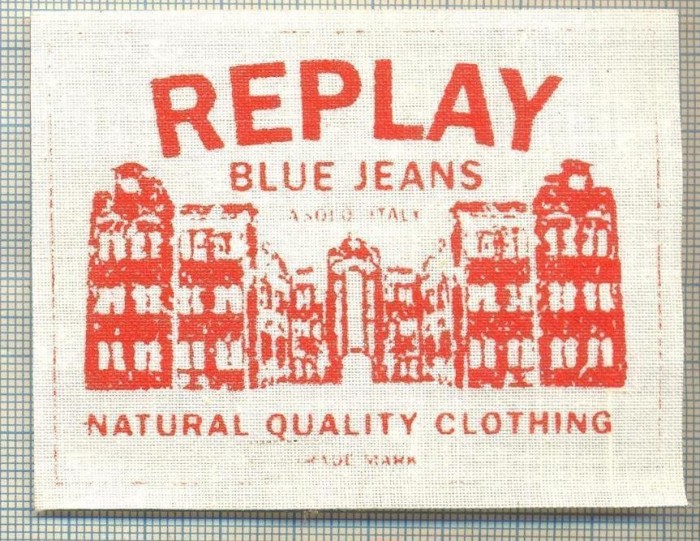 REPLAY
BLUE JEANS
ASOLO ITALY
NATURAL QUALITY CLOTHING
TRADE MARK